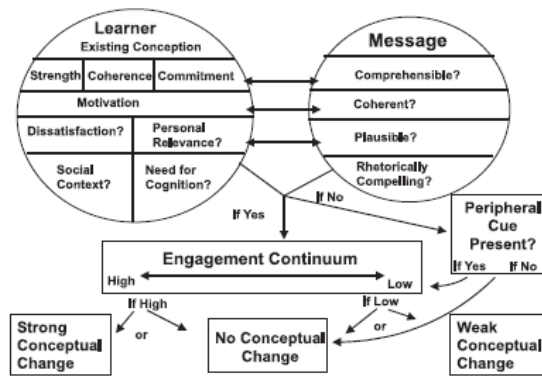 Learner
Existing Conception
Strength Coherence Commitment
Motivation
Dissatisfaction? Personal
Relevance?
Social
Context?
Need for
Cognition?
Message
Comprehensible?
Coherent?
Plausible?
Rhetorically
Compelling?
If Yes
If No
Peripheral
Cue
Present?
If Yes If No
Engagement Continuum
High Low
If High
or
If Low
or
Strong
Conceptual
Change
No Conceptual
Change
Weak
Conceptual
Change